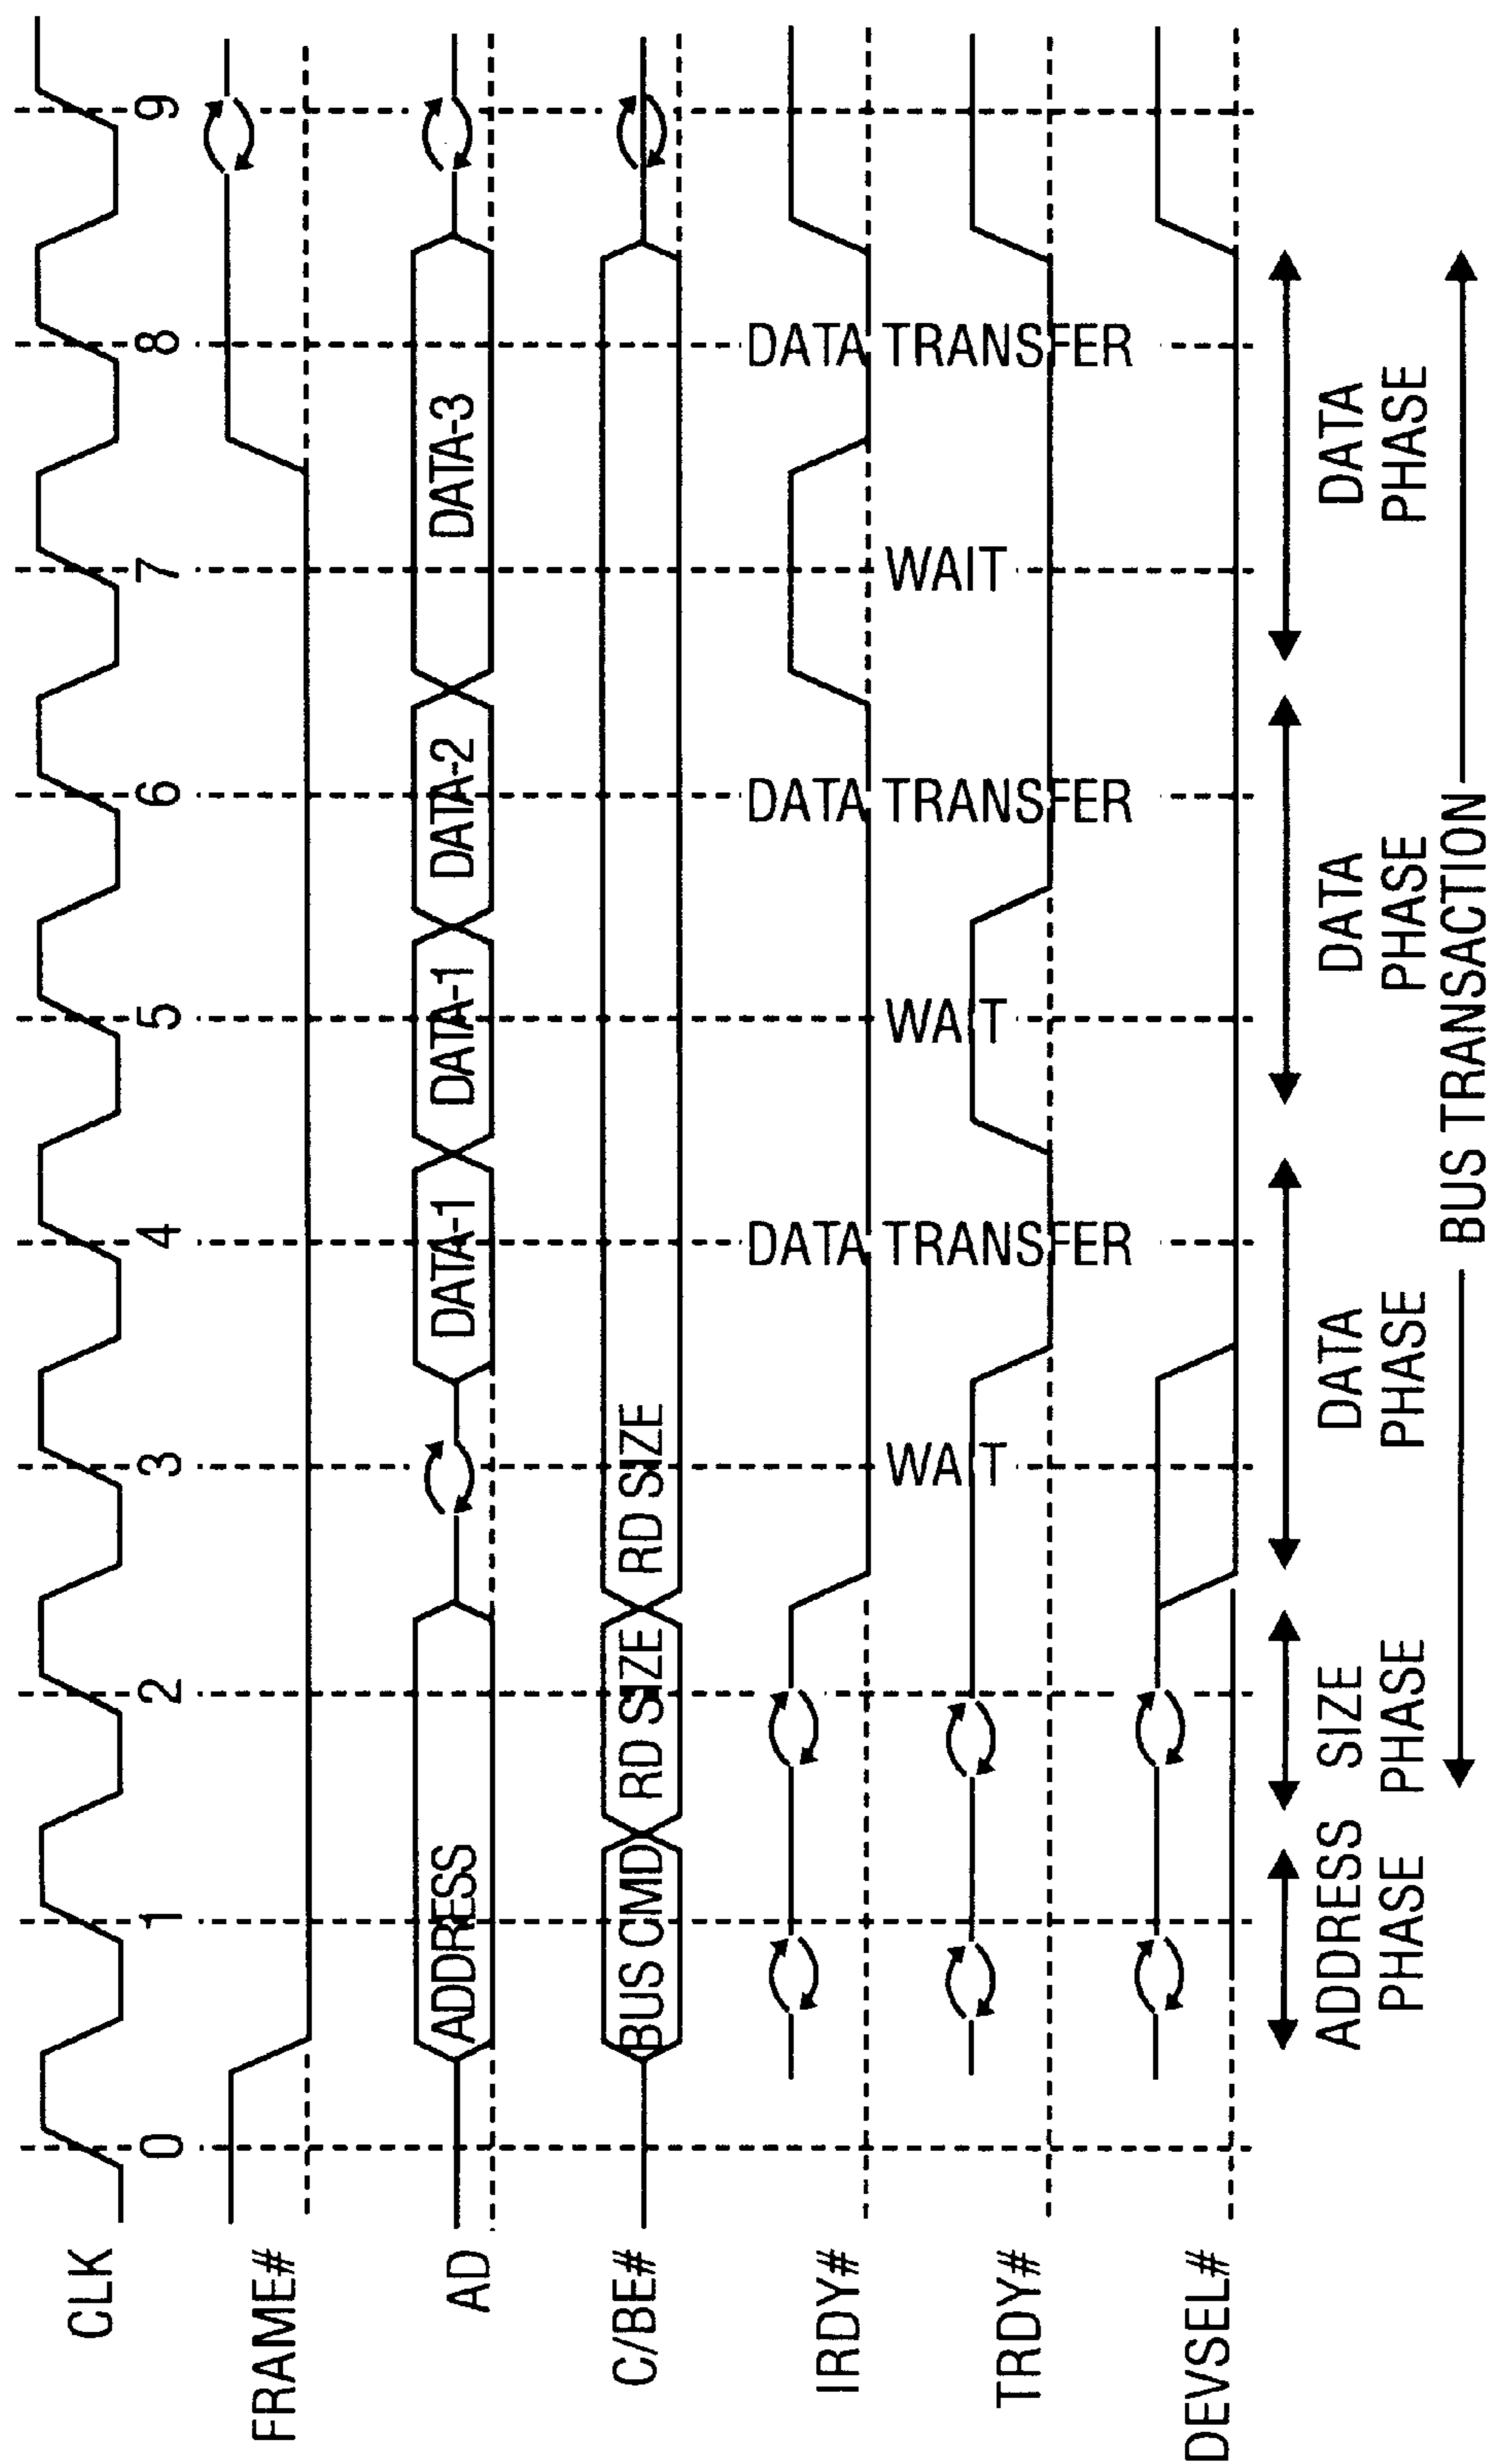 CLK
0 1 2 3 4 5 6 7 8 9
FRAME#
AD
ADDRESS DATA-1 DATA-1 DATA-2 DATA-3
C/BE#
BUS CMD RD SIZE RD SIZE
IRDY#
DATA TRANSFER DATA TRANSFER DATA TRANSFER
WAIT WAIT WAIT
TRDY#
DEVSEL#
ADDRESS PHASE
SIZE PHASE
DATA PHASE
DATA PHASE
DATA PHASE
BUS TRANSACTION